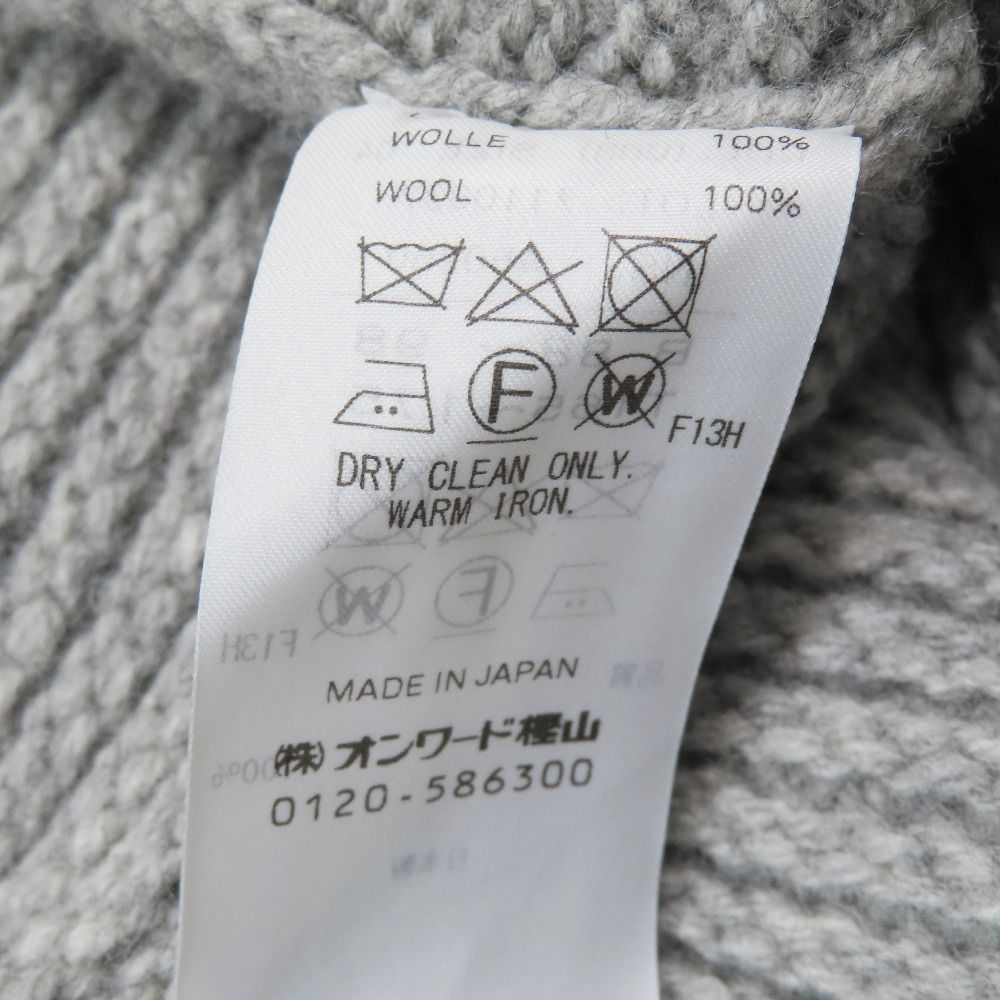 WOLLE 100%
WOOL 100%
F W F13H
DRY CLEAN ONLY.
WARM IRON.
MADE IN JAPAN
㈱オンワード樫山
0120-586300